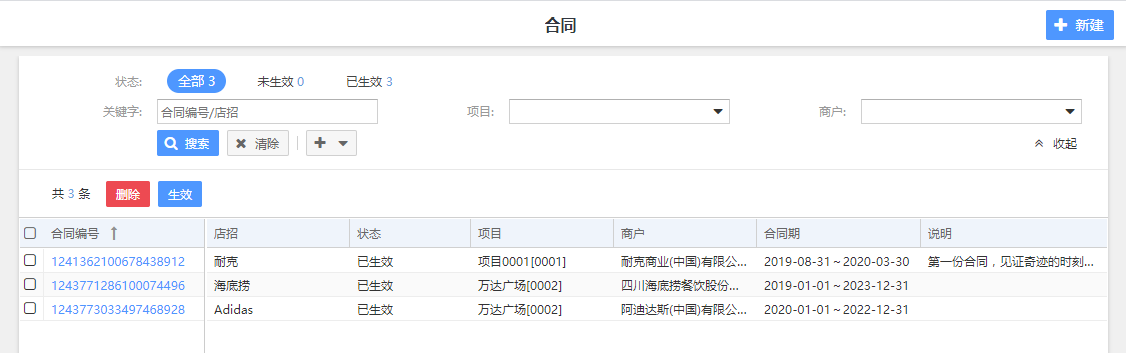 合同
新建
状态: 全部 3 未生效 0 已生效 3
关键字: 合同编号/店招 项目: 商户:
搜索 清除 收起
共 3 条 删除 生效
合同编号 店招 状态 项目 商户 合同期 说明
1241362100678438912 耐克 已生效 项目0001[0001] 耐克商业(中国)有限公... 2019-08-31～2020-03-30 第一份合同，见证奇迹的时刻...
1243771286100074496 海底捞 已生效 万达广场[0002] 四川海底捞餐饮股份... 2019-01-01～2023-12-31
1243773033497468928 Adidas 已生效 万达广场[0002] 阿迪达斯(中国)有限公... 2020-01-01～2022-12-31